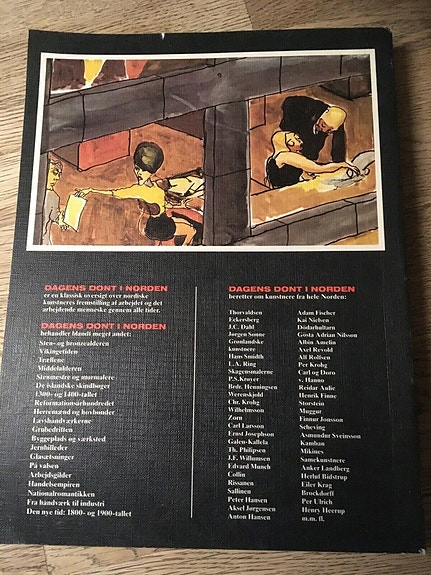 DAGENS DONT I NORDEN
er en klassisk oversigt over nordiske
kunstneres fremstilling af arbejdet og det
arbejdende menneske gennem alle tider.
DAGENS DONT I NORDEN
behandler blandt meget andet:
Sten- og bronzealderen
Vikingetiden
Trællene
Middelalderen
Stenmestre og murmalere
De islandske skindbøger
1300- og 1400-tallet
Reformationsårhundredet
Herremænd og hovbønder
Lavshåndværkerne
Grubedriften
Byggeplads og værksted
Jernbilleder
Glasætsninger
På valsen
Arbejdsgilder
Handelsempiren
Nationalromantikken
Fra håndværk til industri
Den nye tid: 1800- og 1900-tallet
DAGENS DONT I NORDEN
beretter om kunstnere fra hele Norden:
Thorvaldsen
Eckersberg
J.C. Dahl
Jørgen Sonne
Grønlandske
kunstnere
Hans Smidth
L.A. Ring
Skagensmalerne
P.S. Krøyer
Bedr. Henningsen
Werenskjold
Chr. Krohg
Wilhelmsson
Zorn
Carl Larsson
Ernst Josephson
Galen-Kallela
Th. Philipsen
J.F. Willumsen
Edvard Munch
Collin
Rissanen
Sallinen
Peter Hansen
Aksel Jørgensen
Anton Hansen
Adam Fischer
Kai Nielsen
Dödarhultarn
Gösta Adrian Nilsson
Albin Amelin
Axel Revold
Alf Rolfsen
Per Krohg
Carl og Doro
v. Hanno
Reidar Aulie
Henrik Finne
Storstein
Muggur
Finnur Jonsson
Scheving
Asmundur Sveinsson
Kamban
Mikines
Samekunstnere
Anker Landberg
Herluf Bidstrup
Eiler Krag
Brockdorff
Per Ulrich
Henry Heerup
m.m. fl.